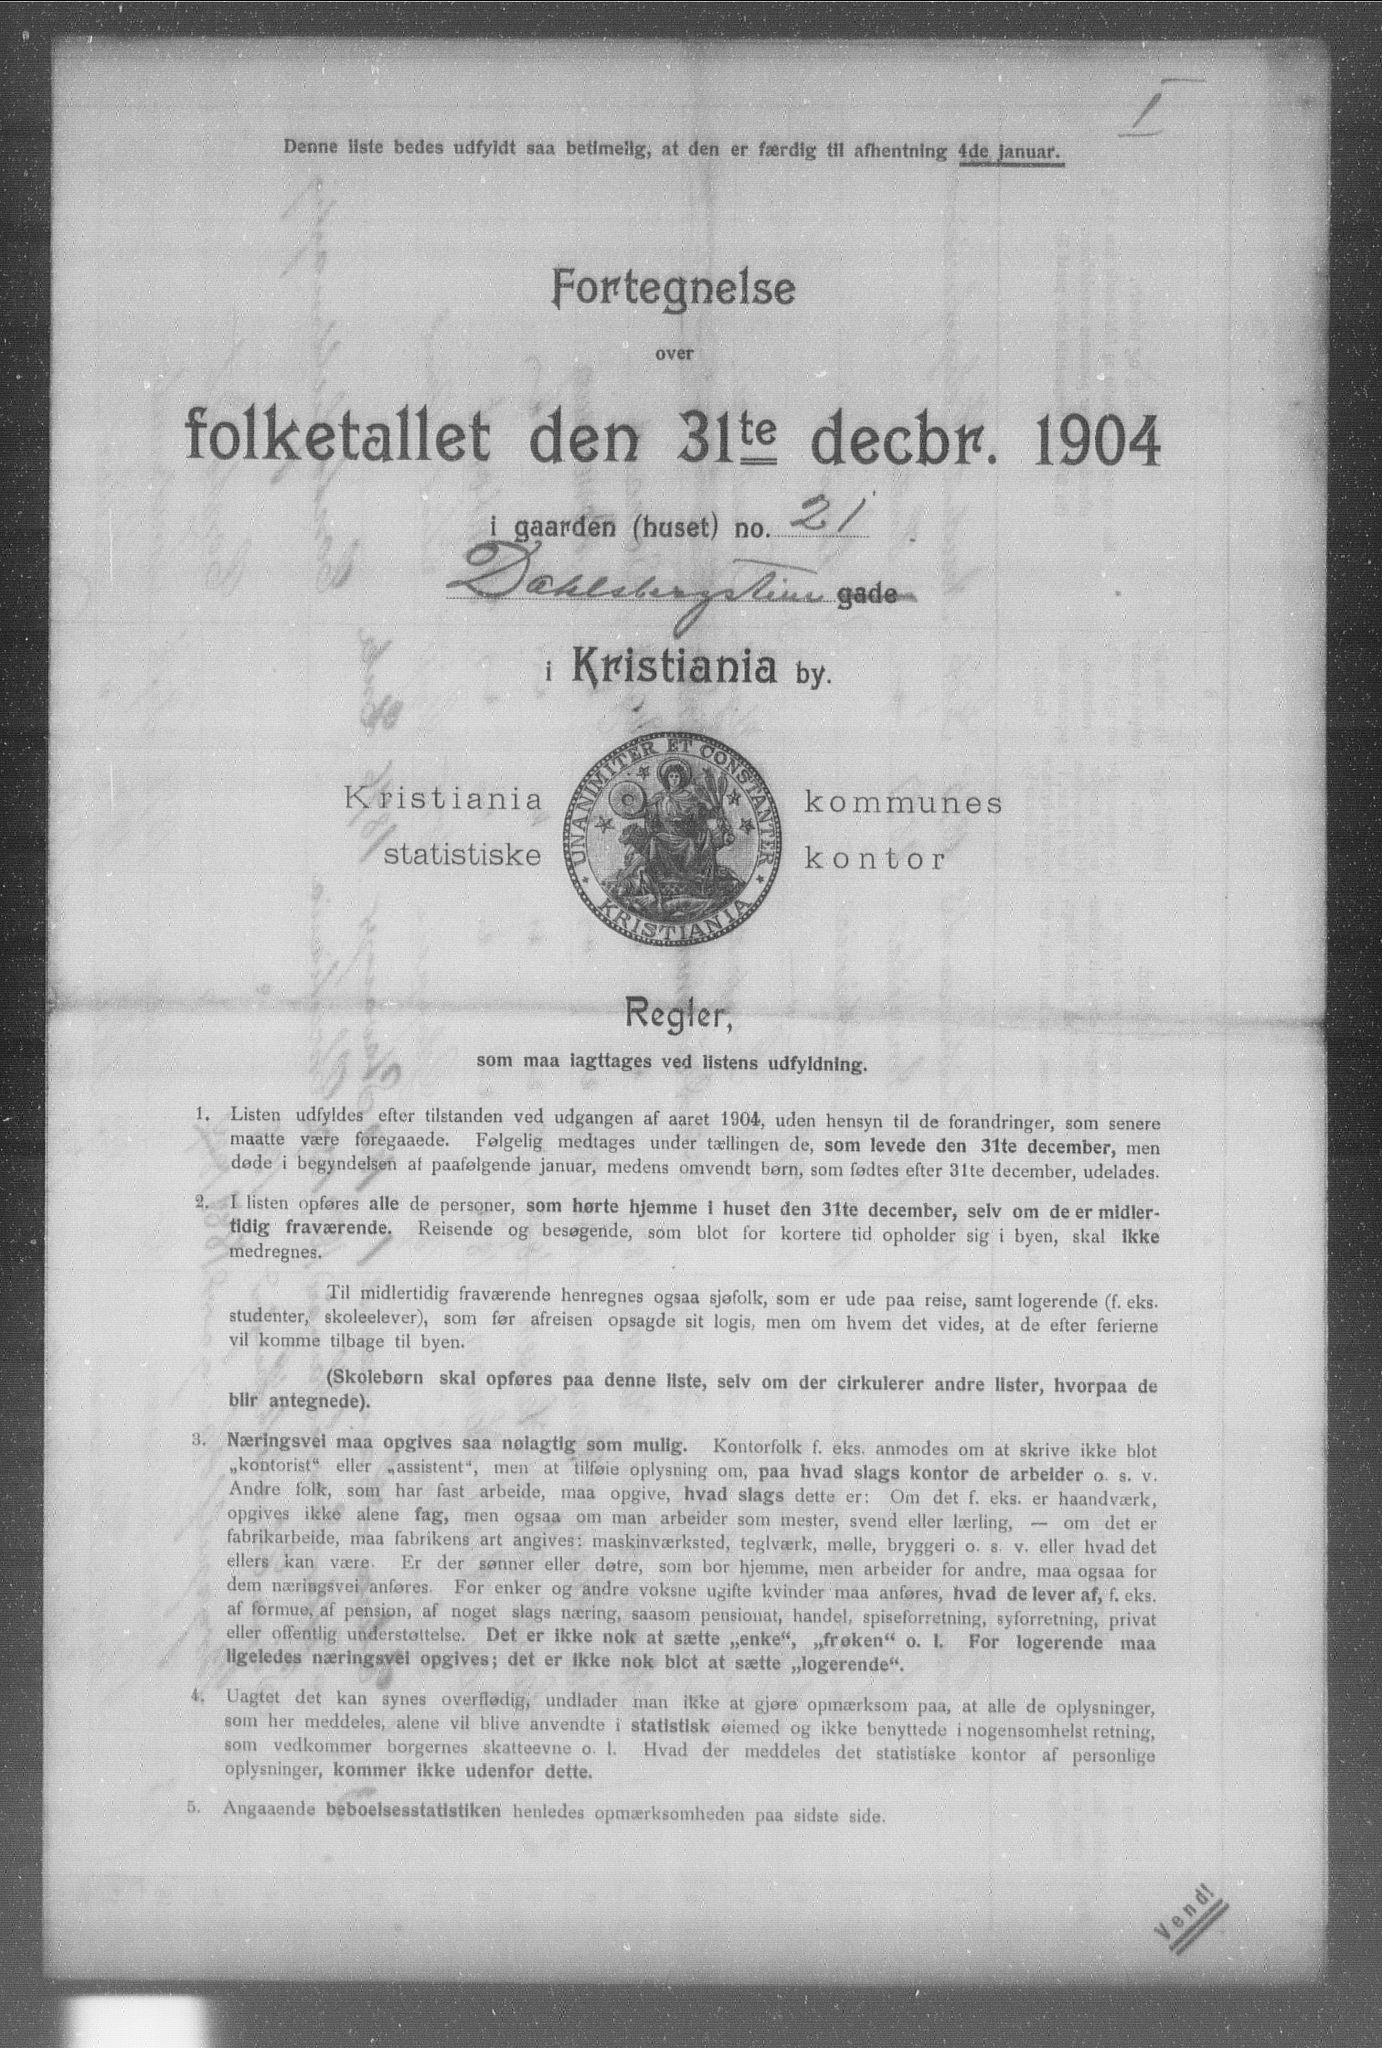 I
Denne liste bedes udfyldt saa betimelig, at den er færdig til afhentning 4de januar.
Fortegnelse
over
folketallet den 31te decbr. 1904
i gaarden (huset) no. 21
Dahlsbergstien gade
i Kristiania by.
Kristiania kommunes
statistiske kontor
UNANIMITER ET CONSTANTER
KRISTIANIA
Regler,
som maa iagttages ved listens udfyldning.
1. Listen udfyldes efter tilstanden ved udgangen af aaret 1904, uden hensyn til de forandringer, som senere
maatte være foregaaede. Følgelig medtages under tællingen de, som levede den 31te december, men
døde i begyndelsen af paafølgende januar, medens omvendt børn, som fødtes efter 31te december, udelades.
2. I listen opføres alle de personer, som hørte hjemme i huset den 31te december, selv om de er midler-
tidig fraværende. Reisende og besøgende, som blot for kortere tid opholder sig i byen, skal ikke
medregnes.
Til midlertidig fraværende henregnes ogsaa sjøfolk, som er ude paa reise, samt logerende (f. eks.
studenter, skoleelever), som før afreisen opsagde sit logis, men om hvem det vides, at de efter ferierne
vil komme tilbage til byen.
(Skolebørn skal opføres paa denne liste, selv om der cirkulerer andre lister, hvorpaa de
blir antegnede).
3. Næringsvei maa opgives saa nøiagtig som mulig. Kontorfolk f. eks. anmodes om at skrive ikke blot
„kontorist“ eller „assistent“, men at tilføie oplysning om, paa hvad slags kontor de arbeider o. s. v.
Andre folk, som har fast arbeide, maa opgive, hvad slags dette er: Om det f. eks. er haandværk,
opgives ikke alene fag, men ogsaa om man arbeider som mester, svend eller lærling, — om det er
fabrikarbeide, maa fabrikens art angives: maskinværksted, teglværk, mølle, bryggeri o. s. v. eller hvad det
ellers kan være. Er der sønner eller døtre, som bor hjemme, men arbeider for andre, maa ogsaa for
dem næringsvei anføres. For enker og andre voksne ugifte kvinder maa anføres, hvad de lever af, f. eks.
af formue, af pension, af noget slags næring, saasom pensionat, handel, spiseforretning, syforretning, privat
eller offentlig understøttelse. Det er ikke nok at sætte „enke“, „frøken“ o. l. For logerende maa
ligeledes næringsvei opgives; det er ikke nok blot at sætte „logerende“.
4. Uagtet det kan synes overflødig, undlader man ikke at gjøre opmærksom paa, at alle de oplysninger,
som her meddeles, alene vil blive anvendte i statistisk øiemed og ikke benyttede i nogensomhelst retning,
som vedkommer borgernes skatteevne o. l. Hvad der meddeles det statistiske kontor af personlige
oplysninger, kommer ikke udenfor dette.
5. Angaaende beboelsesstatistiken henledes opmærksomheden paa sidste side.
Vend!